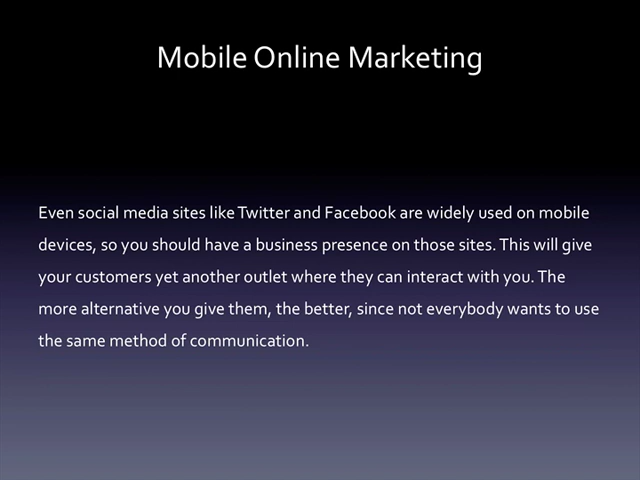 Mobile Online Marketing
Even social media sites like Twitter and Facebook are widely used on mobile
devices, so you should have a business presence on those sites. This will give
your customers yet another outlet where they can interact with you. The
more alternative you give them, the better, since not everybody wants to use
the same method of communication.